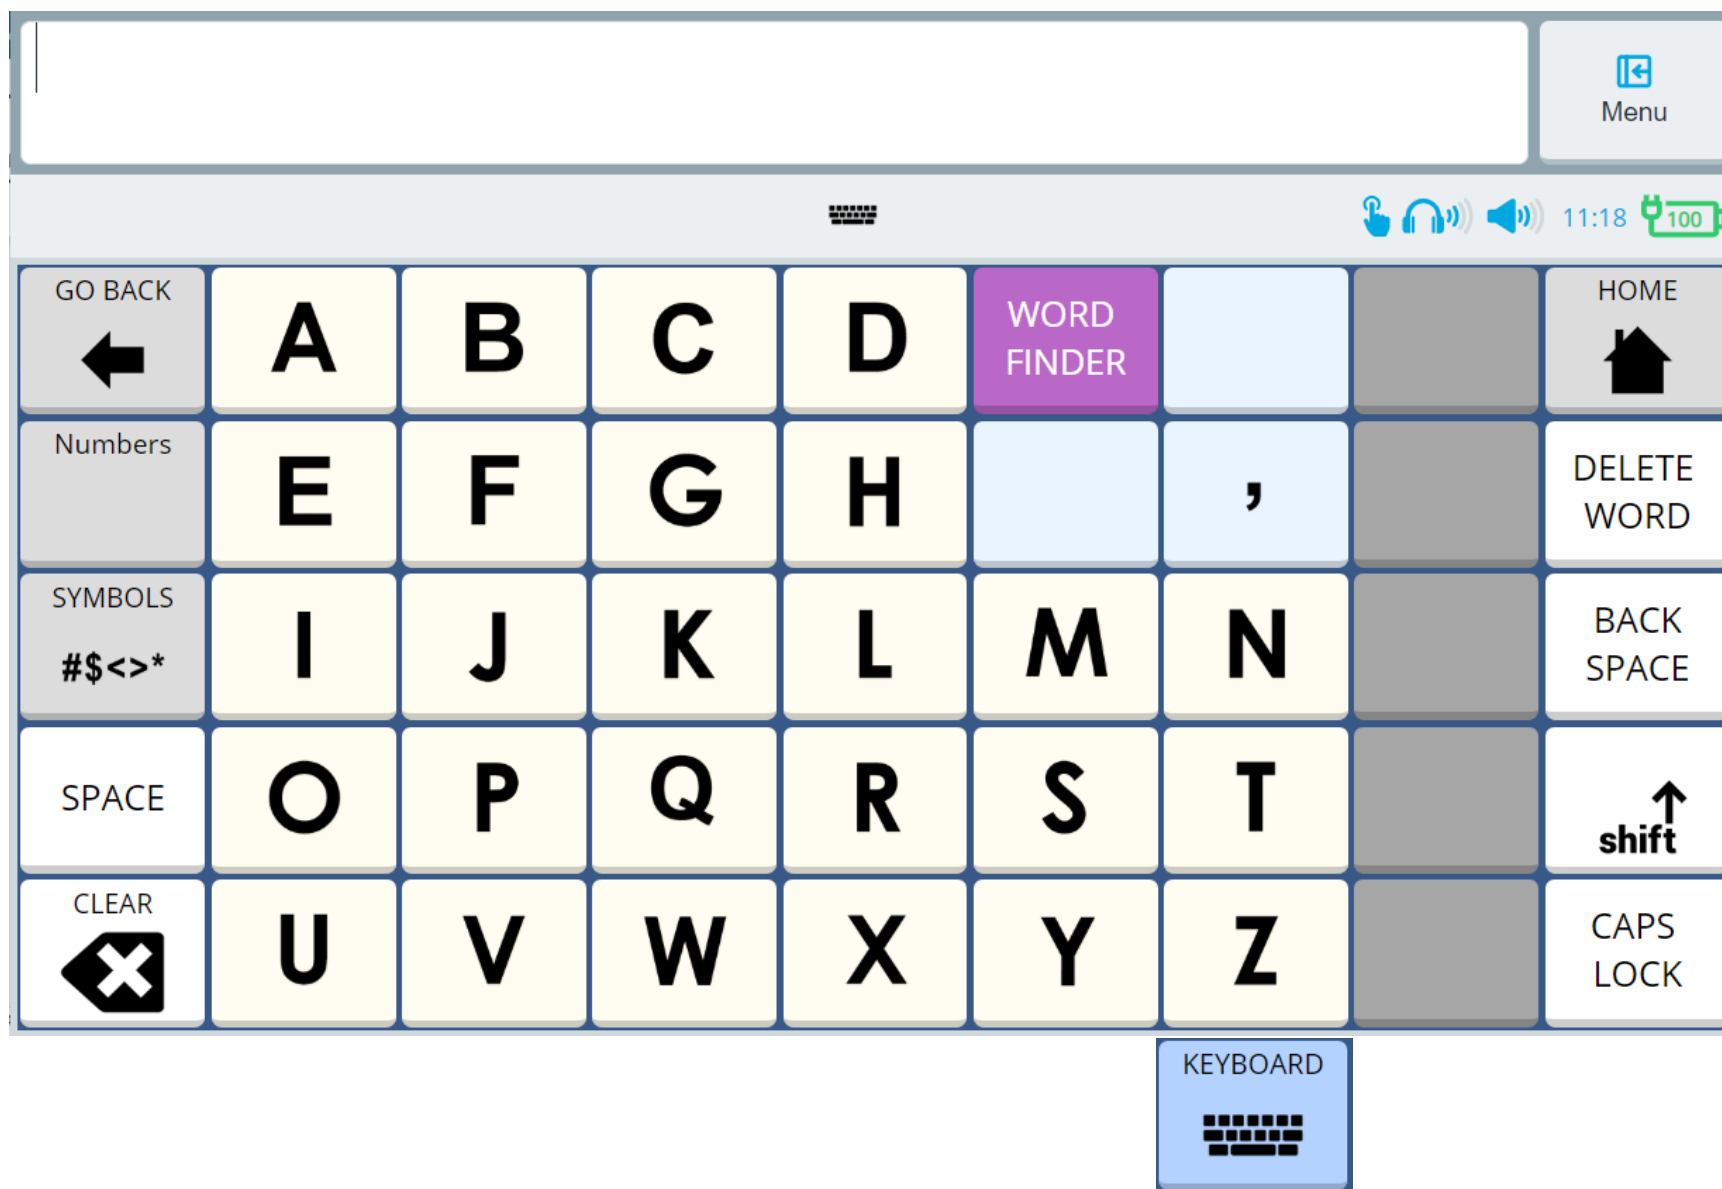 Menu
11:18 100
GO BACK A B C D WORD FINDER HOME
Numbers E F G H , DELETE WORD
SYMBOLS #$<>* I J K L M N BACK SPACE
SPACE O P Q R S T shift
CLEAR U V W X Y Z CAPS LOCK
KEYBOARD